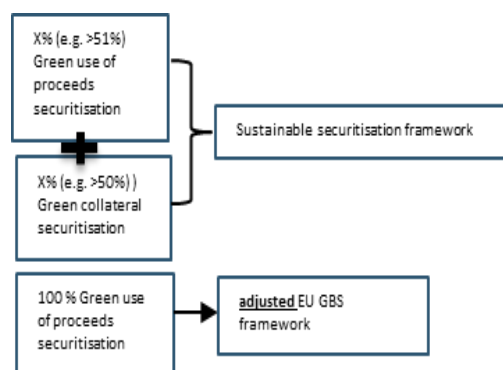 X% (e.g. >51%)
Green use of
proceeds
securitisation
Sustainable securitisation framework
X% (e.g. >50%) )
Green collateral
securitisation
100 % Green use
of proceeds
securitisation
adjusted EU GBS
framework